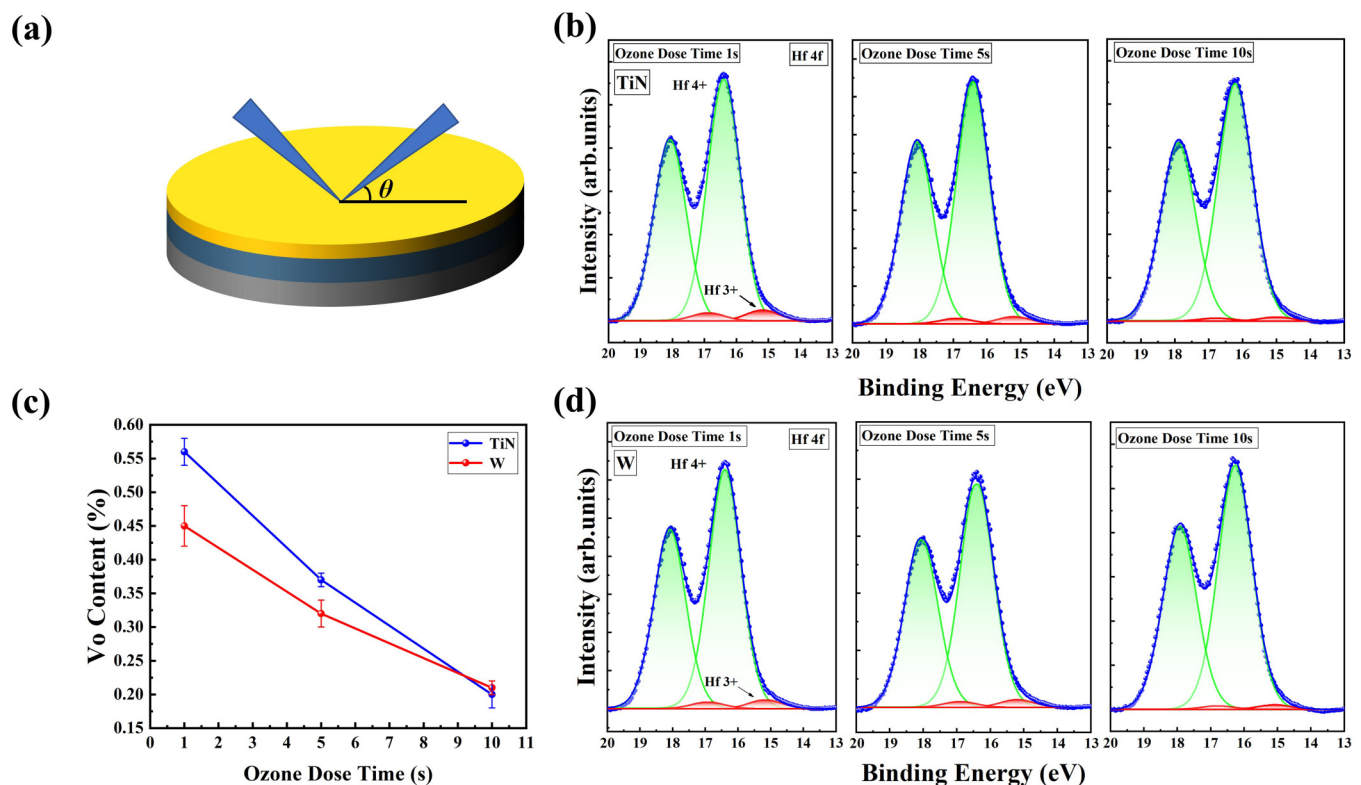 (a)
θ
(b)
Ozone Dose Time 1s
Hf 4f
TiN
Hf 4+
Hf 3+
20 19 18 17 16 15 14 13
Ozone Dose Time 5s
20 19 18 17 16 15 14 13
Ozone Dose Time 10s
20 19 18 17 16 15 14 13
Intensity (arb.units)
Binding Energy (eV)
(c)
TiN
W
0.60
0.55
0.50
0.45
0.40
0.35
0.30
0.25
0.20
0.15
0 1 2 3 4 5 6 7 8 9 10 11
Vo Content (%)
Ozone Dose Time (s)
(d)
Ozone Dose Time 1s
Hf 4f
W
Hf 4+
Hf 3+
20 19 18 17 16 15 14 13
Ozone Dose Time 5s
20 19 18 17 16 15 14 13
Ozone Dose Time 10s
20 19 18 17 16 15 14 13
Intensity (arb.units)
Binding Energy (eV)